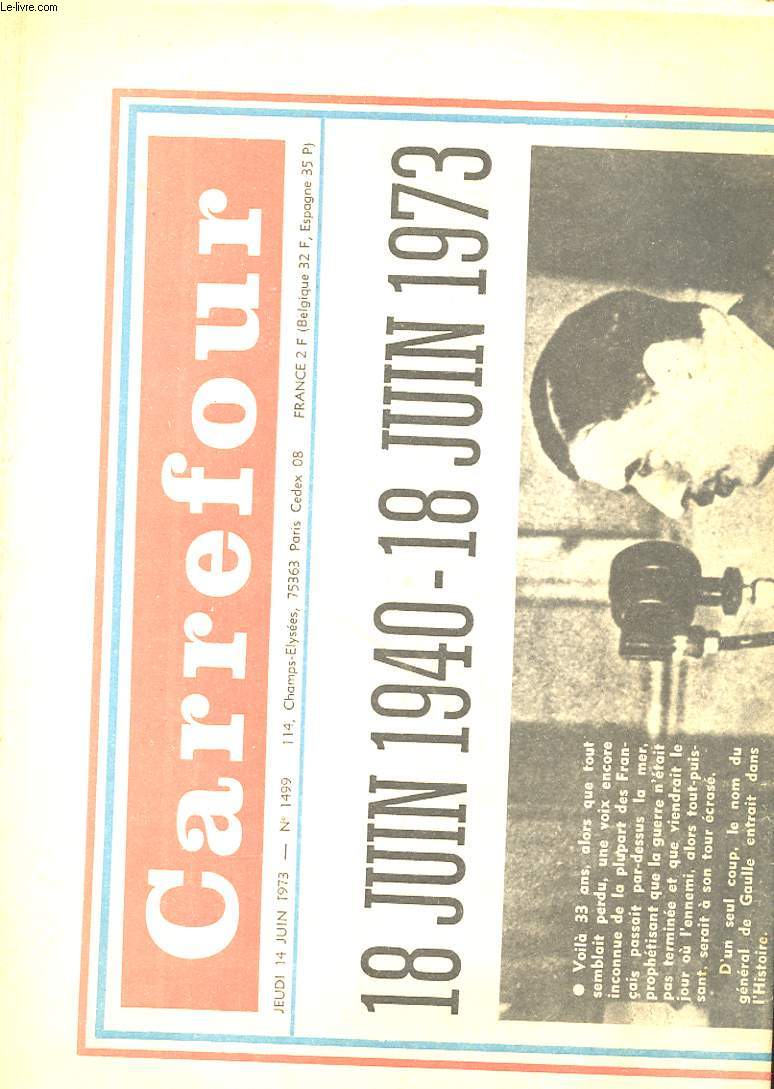 Le-livre.com
Carrefour
JEUDI 14 JUIN 1973 — N° 1499 114, Champs-Elysées, 75363 Paris Cedex 08 FRANCE 2 F (Belgique 32 F, Espagne 35 P)
18 JUIN 1940 - 18 JUIN 1973
● Voilà 33 ans, alors que tout
semblait perdu, une voix encore
inconnue de la plupart des Fran-
çais passait par-dessus la mer,
prophétisant que la guerre n'était
pas terminée et que viendrait le
jour où l'ennemi, alors tout-puis-
sant, serait à son tour écrasé.
D'un seul coup, le nom du
général de Gaulle entrait dans
l'Histoire.